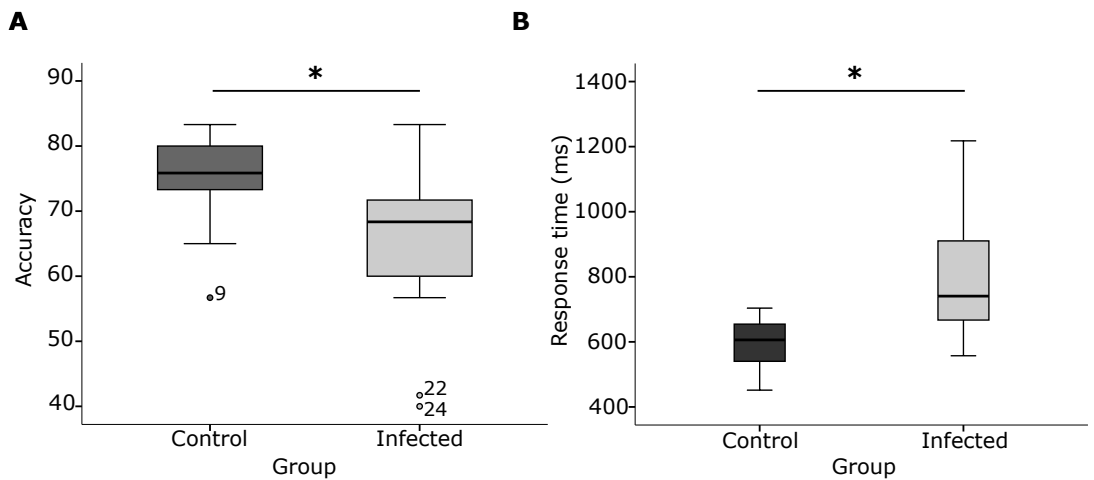 A
*
90
80
70
60
50
40
Accuracy
9
22
24
Control Infected
Group
B
*
1400
1200
1000
800
600
400
Response time (ms)
Control Infected
Group